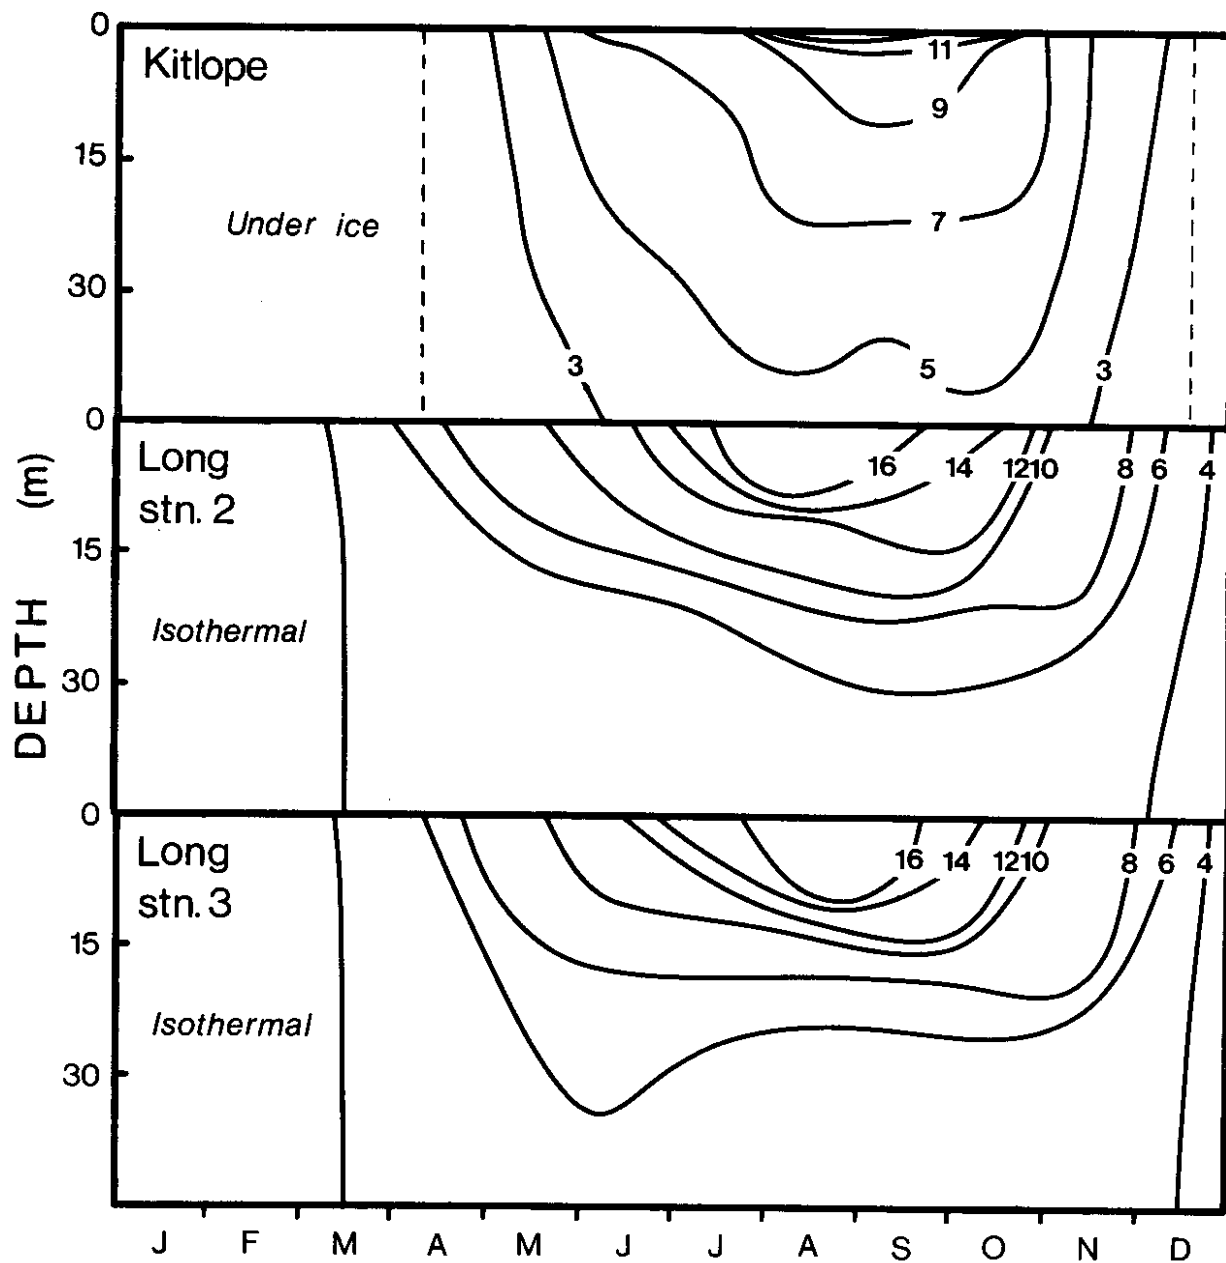 0
Kitlope
11
9
15
Under ice
7
30
3
5
3
0
Long
stn. 2
16 14 12 10 8 6 4
15
DEPTH (m)
Isothermal
30
0
Long
stn. 3
16 14 12 10 8 6 4
15
Isothermal
30
J F M A M J J A S O N D